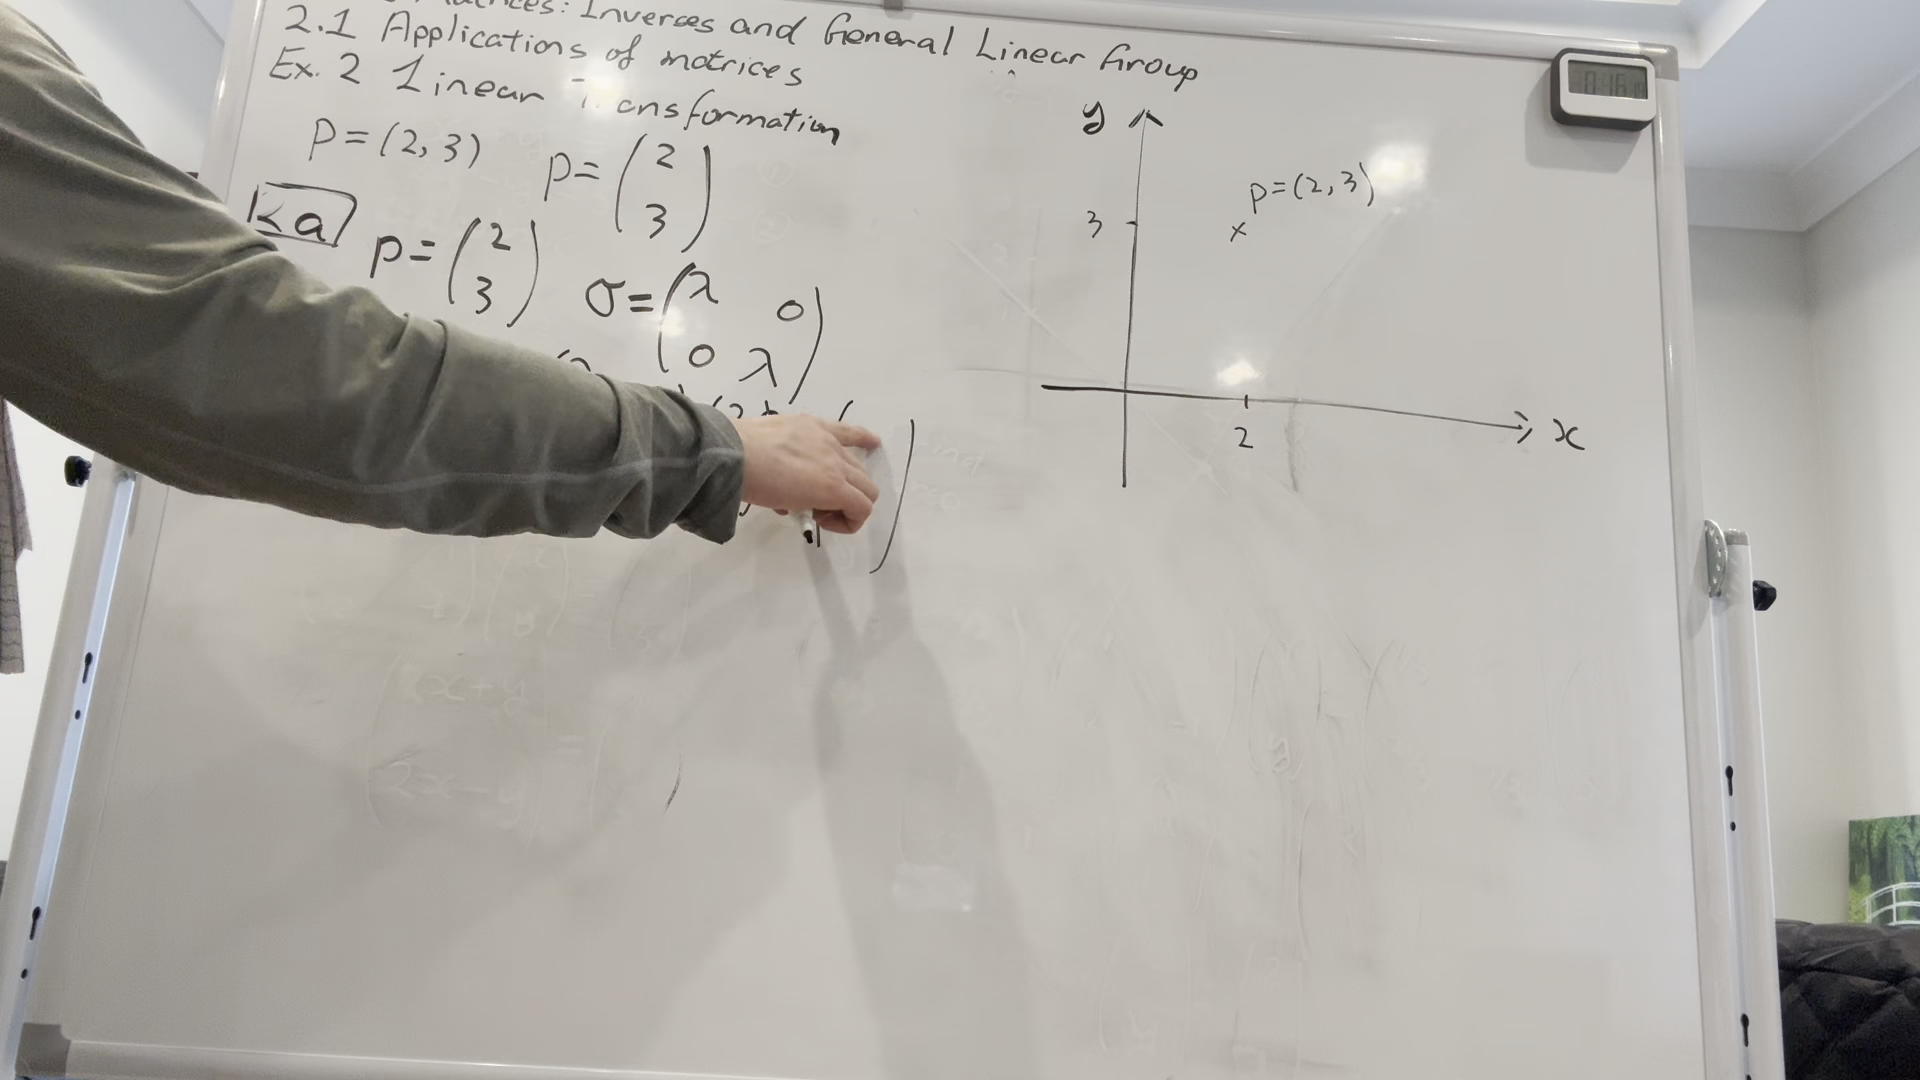 Inverses and General Linear Group
2.1 Applications of matrices
Ex. 2 Linear Transformation
P=(2,3) P=(2 3)
a
P=(2 3) σ=(λ 0 0 λ)
y
P=(2,3)
3
x
2
x